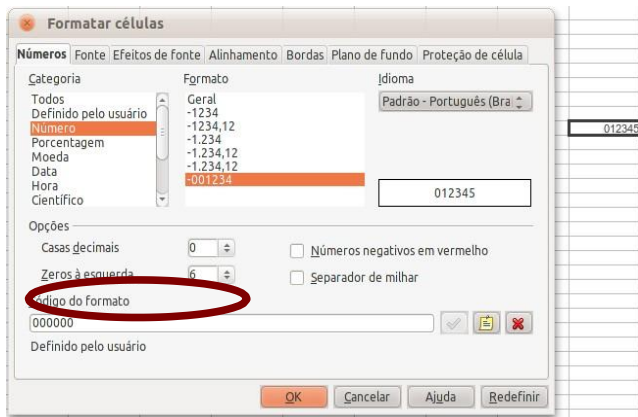 Formatar células
Números Fonte Efeitos de fonte Alinhamento Bordas Plano de fundo Proteção de célula
Categoria Formato Idioma
Todos Geral Padrão - Português (Bra
Definido pelo usuário -1234
Número -1234,12
Porcentagem -1.234
Moeda -1.234,12
Data -1.234,12
Hora -001234
Científico
012345
012345
Opções
Casas decimais 0 Números negativos em vermelho
Zeros à esquerda 6 Separador de milhar
Código do formato
000000
Definido pelo usuário
OK Cancelar Ajuda Redefinir